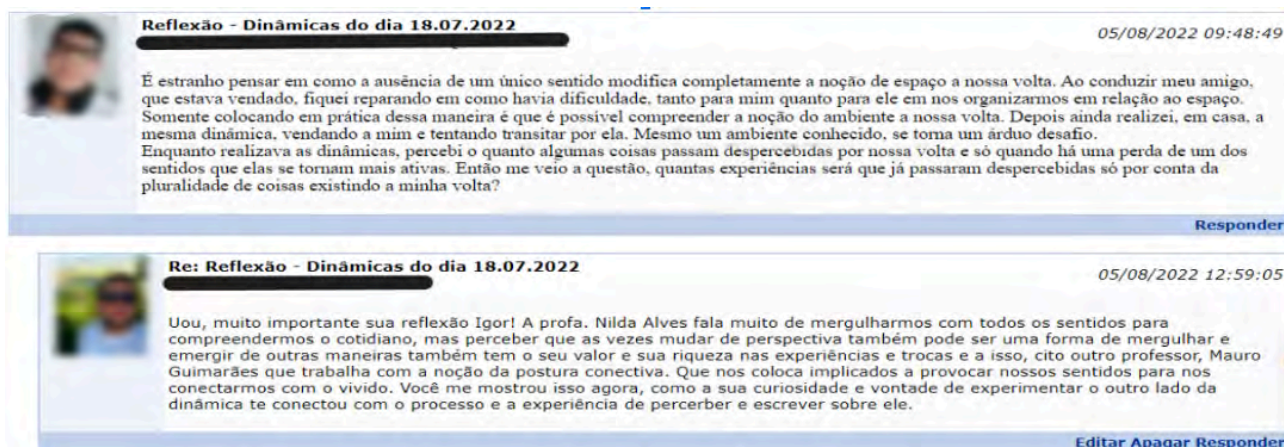 Reflexão - Dinâmicas do dia 18.07.2022
05/08/2022 09:48:49
É estranho pensar em como a ausência de um único sentido modifica completamente a noção de espaço a nossa volta. Ao conduzir meu amigo,
que estava vendado, fiquei reparando em como havia dificuldade, tanto para mim quanto para ele em nos organizarmos em relação ao espaço.
Somente colocando em prática dessa maneira é que é possível compreender a noção do ambiente a nossa volta. Depois ainda realizei, em casa, a
mesma dinâmica, vendando a mim e tentando transitar por ela. Mesmo um ambiente conhecido, se torna um árduo desafio.
Enquanto realizava as dinâmicas, percebi o quanto algumas coisas passam despercebidas por nossa volta e só quando há uma perda de um dos
sentidos que elas se tornam mais ativas. Então me veio a questão, quantas experiências será que já passaram despercebidas só por conta da
pluralidade de coisas existindo a minha volta?
Responder
Re: Reflexão - Dinâmicas do dia 18.07.2022
05/08/2022 12:59:05
Uou, muito importante sua reflexão Igor! A profa. Nilda Alves fala muito de mergulharmos com todos os sentidos para
compreendermos o cotidiano, mas perceber que as vezes mudar de perspectiva também pode ser uma forma de mergulhar e
emergir de outras maneiras também tem o seu valor e sua riqueza nas experiências e trocas e a isso, cito outro professor, Mauro
Guimarães que trabalha com a noção da postura conectiva. Que nos coloca implicados a provocar nossos sentidos para nos
conectarmos com o vivido. Você me mostrou isso agora, como a sua curiosidade e vontade de experimentar o outro lado da
dinâmica te conectou com o processo e a experiência de percerber e escrever sobre ele.
Editar Apagar Responder